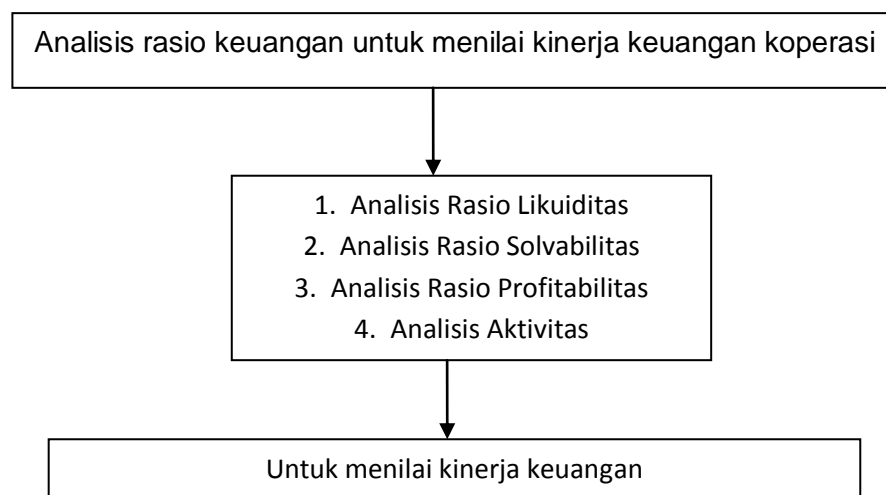 Analisis rasio keuangan untuk menilai kinerja keuangan koperasi
1. Analisis Rasio Likuiditas
2. Analisis Rasio Solvabilitas
3. Analisis Rasio Profitabilitas
4. Analisis Aktivitas
Untuk menilai kinerja keuangan